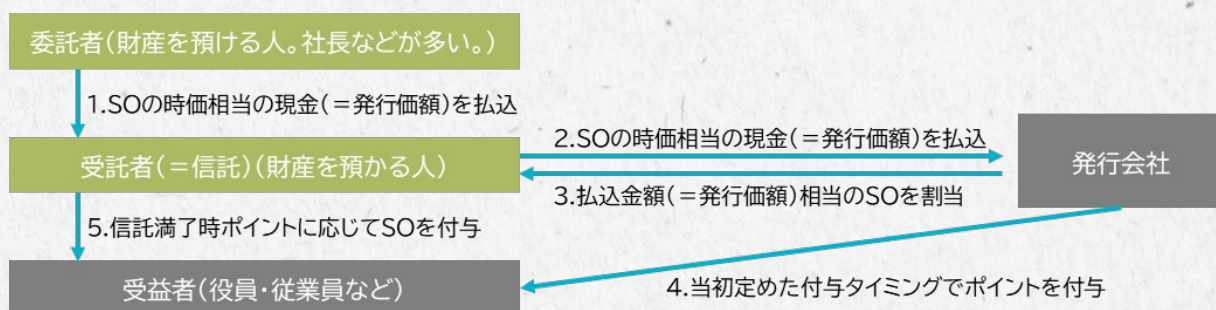 委託者(財産を預ける人。社長などが多い。)
1.SOの時価相当の現金(=発行価額)を払込
受託者(=信託)(財産を預かる人)
2.SOの時価相当の現金(=発行価額)を払込
3.払込金額(=発行価額)相当のSOを割当
発行会社
5.信託満了時ポイントに応じてSOを付与
受益者(役員・従業員など)
4.当初定めた付与タイミングでポイントを付与